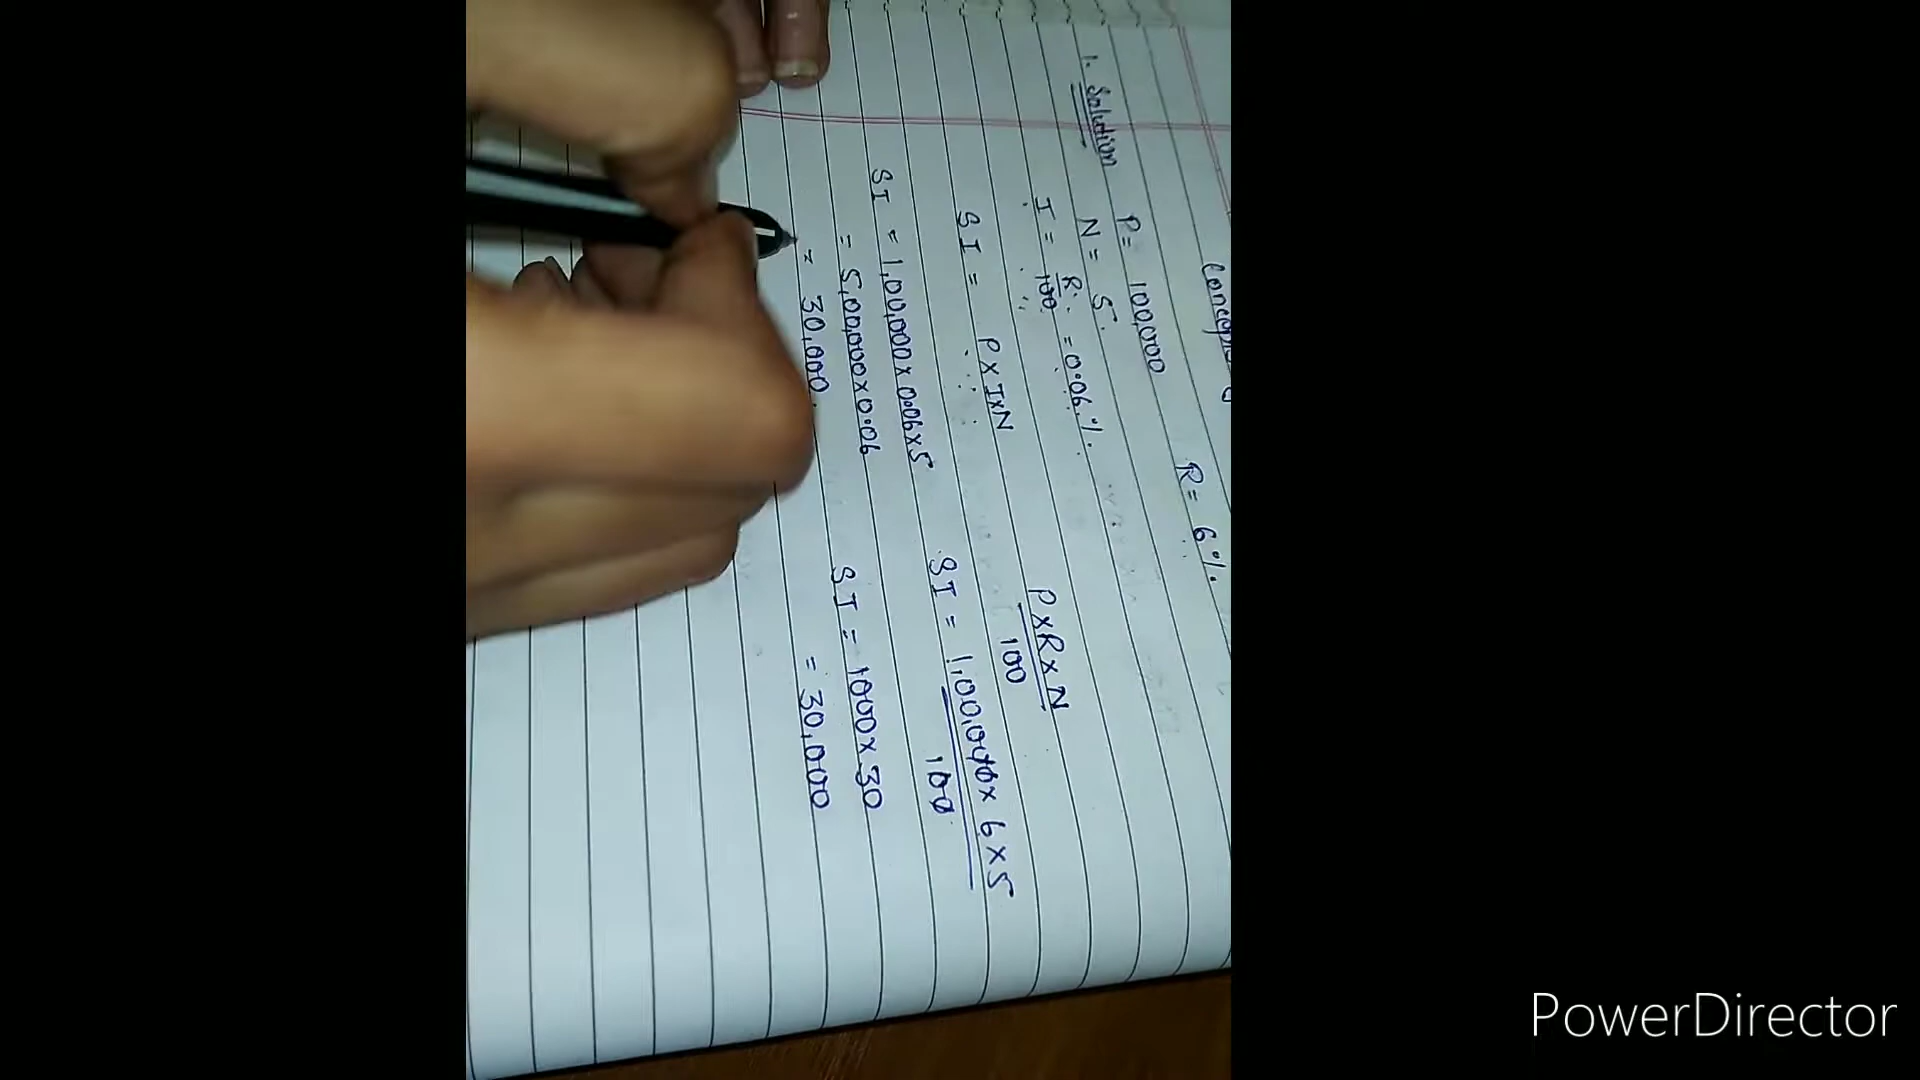 R = 6%
P = 100,000
1. Solution
N = 5.
I = R/100 = 0.06%.
P x R x N / 100
SI = P x I x N
SI = 1,00,000 x 6 x 5 / 100
SI = 1,00,000 x 0.06 x 5
= 5,00,000 x 0.06
SI = 1000 x 30
= 30,000.
= 30,000
PowerDirector